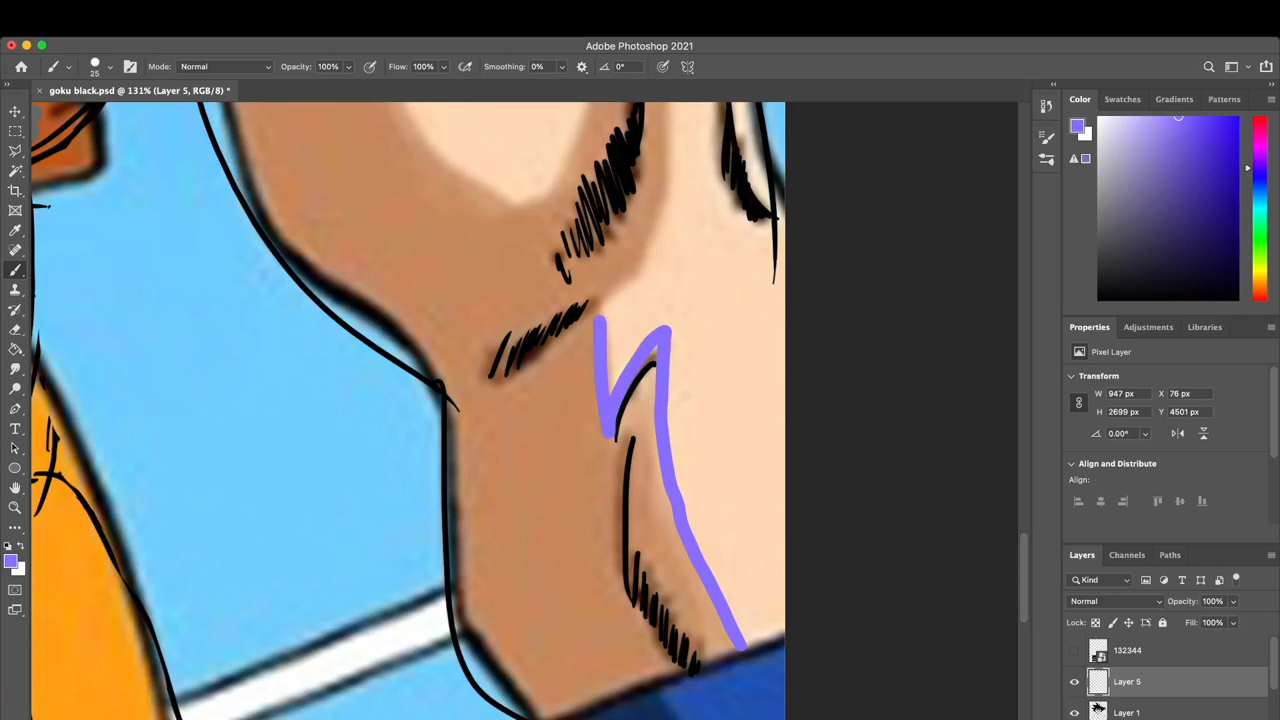 Adobe Photoshop 2021
25 Mode: Normal Opacity: 100% Flow: 100% Smoothing: 0% 0°
× goku black.psd @ 131% (Layer 5, RGB/8) *
Color Swatches Gradients Patterns
Properties Adjustments Libraries
Pixel Layer
Transform
W 947 px X 76 px
H 2699 px Y 4501 px
0.00°
Align and Distribute
Align:
Layers Channels Paths
Kind
Normal Opacity: 100%
Lock: Fill: 100%
132344
Layer 5
Layer 1